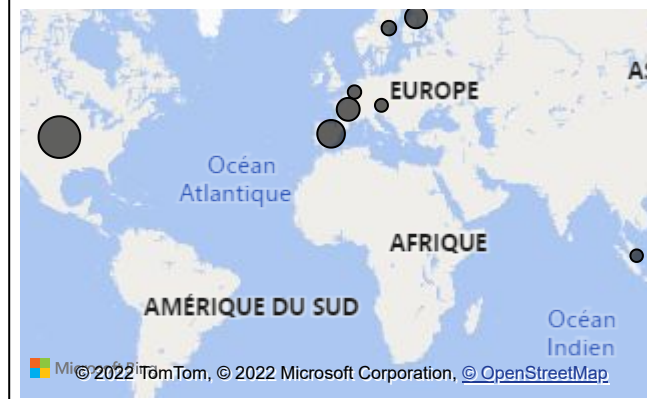 EUROPE
AS
Océan
Atlantique
AFRIQUE
AMÉRIQUE DU SUD
Océan
Indien
© 2022 TomTom, © 2022 Microsoft Corporation, © OpenStreetMap